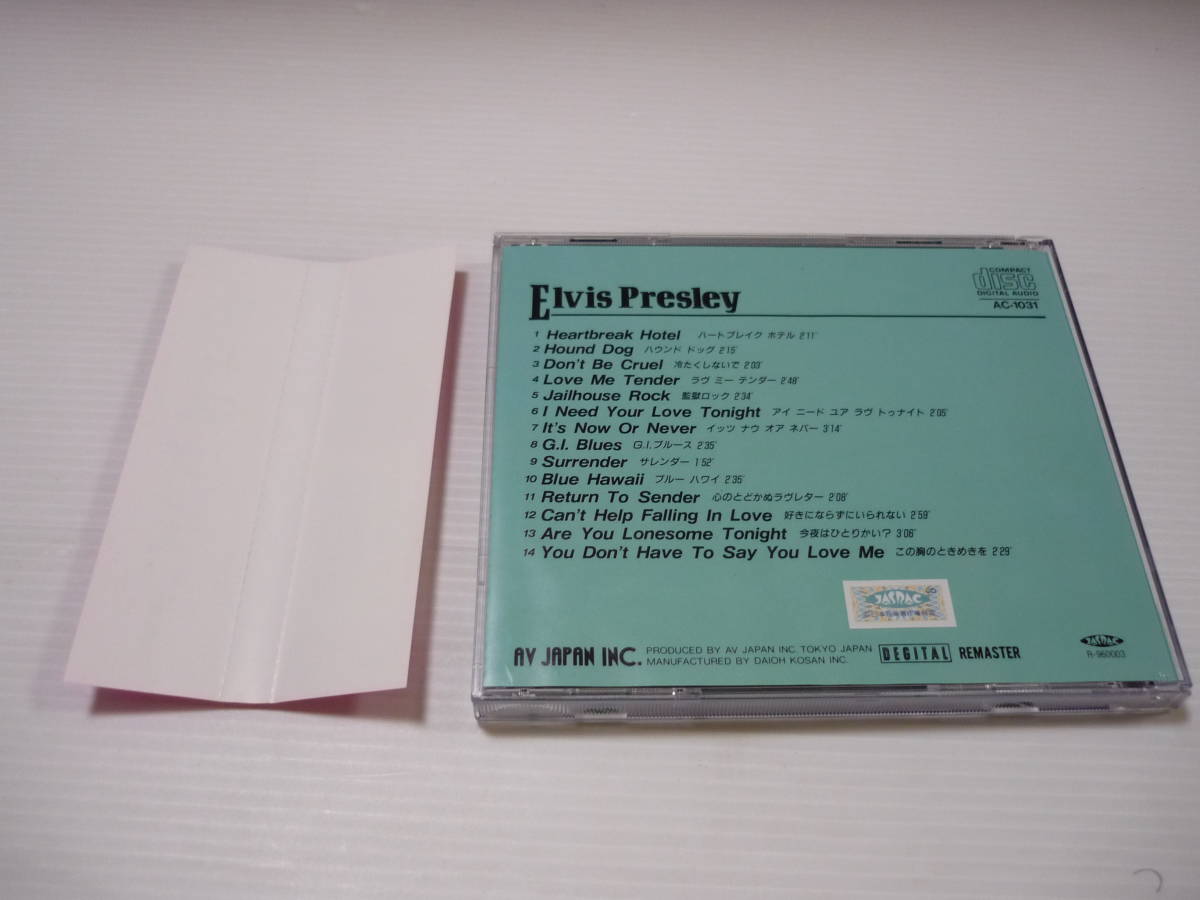 Elvis Presley
COMPACT
disc
DIGITAL AUDIO
AC-1031
1 Heartbreak Hotel ハートブレイク ホテル 2'11"
2 Hound Dog ハウンド ドッグ 2'15"
3 Don't Be Cruel 冷たくしないで 2'03"
4 Love Me Tender ラヴ ミー テンダー 2'48"
5 Jailhouse Rock 監獄ロック 2'34"
6 I Need Your Love Tonight アイ ニード ユア ラヴ トゥナイト 2'05"
7 It's Now Or Never イッツ ナウ オア ネバー 3'14"
8 G.I. Blues G.I.ブルース 2'35"
9 Surrender サレンダー 1'52"
10 Blue Hawaii ブルー ハワイ 2'35"
11 Return To Sender 心のとどかぬラヴレター 2'08"
12 Can't Help Falling In Love 好きにならずにいられない 2'59"
13 Are You Lonesome Tonight 今夜はひとりかい? 3'06"
14 You Don't Have To Say You Love Me この胸のときめきを 2'29"
JASRAC
AV JAPAN INC.
PRODUCED BY AV JAPAN INC. TOKYO JAPAN
MANUFACTURED BY DAIOH KOSAN INC.
DEGITAL REMASTER
JASRAC
R-960003